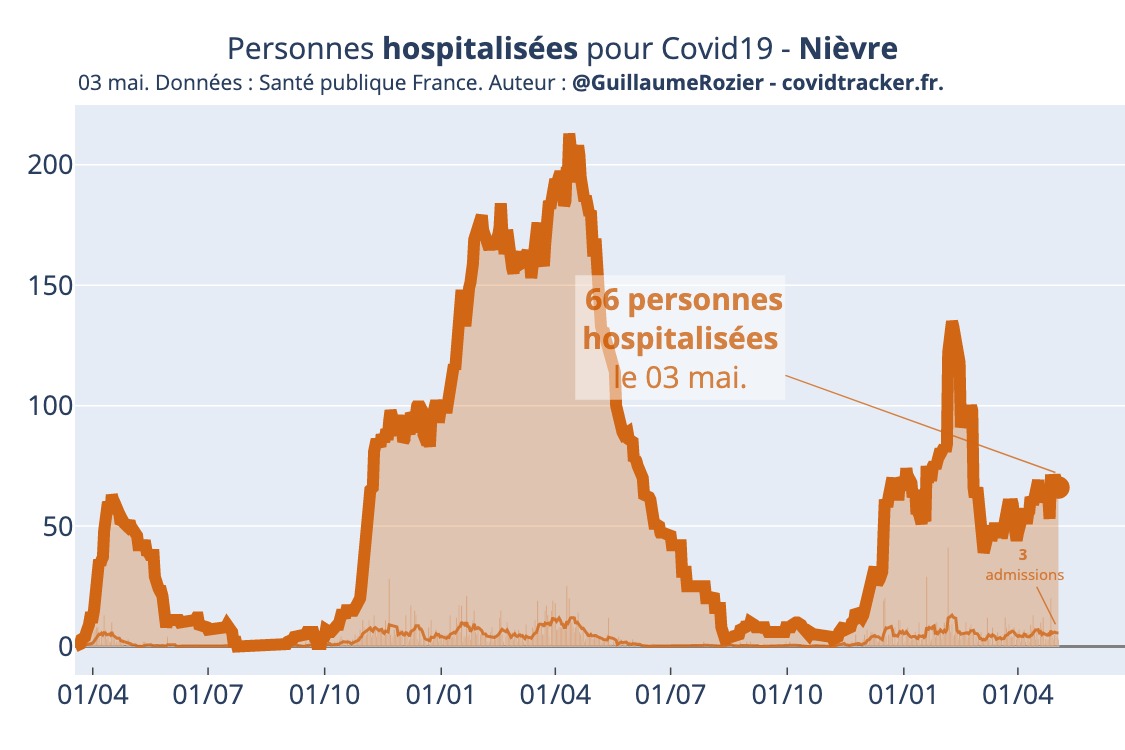 Personnes hospitalisées pour Covid19 - Nièvre
03 mai. Données : Santé publique France. Auteur : @GuillaumeRozier - covidtracker.fr.
200
150
100
50
0
66 personnes
hospitalisées
le 03 mai.
3
admissions
01/04 01/07 01/10 01/01 01/04 01/07 01/10 01/01 01/04